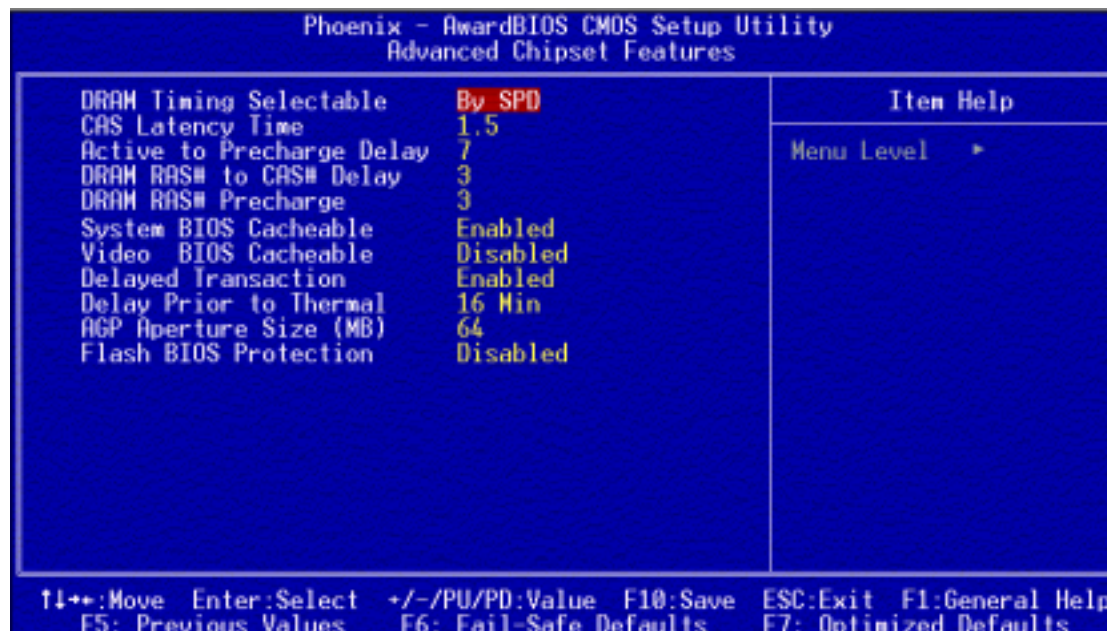 Phoenix - AwardBIOS CMOS Setup Utility
Advanced Chipset Features
DRAM Timing Selectable By SPD
CAS Latency Time 1.5
Active to Precharge Delay 7
DRAM RAS# to CAS# Delay 3
DRAM RAS# Precharge 3
System BIOS Cacheable Enabled
Video BIOS Cacheable Disabled
Delayed Transaction Enabled
Delay Prior to Thermal 16 Min
AGP Aperture Size (MB) 64
Flash BIOS Protection Disabled
Item Help
Menu Level ►
↑↓→←:Move Enter:Select +/-/PU/PD:Value F10:Save ESC:Exit F1:General Help
F5: Previous Values F6: Fail-Safe Defaults F7: Optimized Defaults